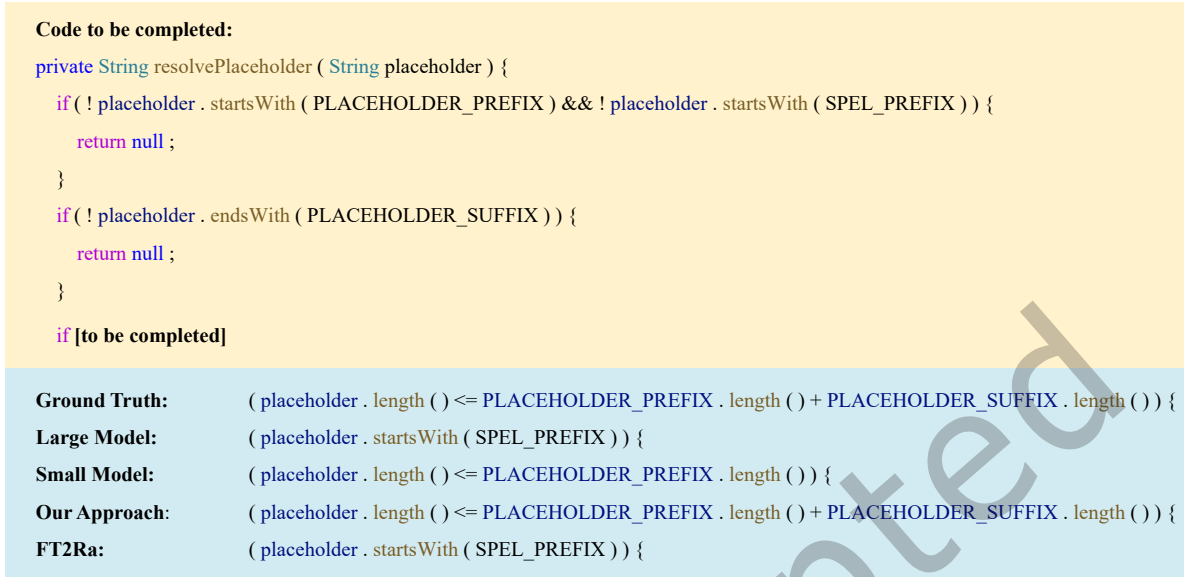 Code to be completed:
private String resolvePlaceholder ( String placeholder ) {
if ( ! placeholder . startsWith ( PLACEHOLDER_PREFIX ) && ! placeholder . startsWith ( SPEL_PREFIX ) ) {
return null ;
}
if ( ! placeholder . endsWith ( PLACEHOLDER_SUFFIX ) ) {
return null ;
}
if [to be completed]
Ground Truth: ( placeholder . length ( ) <= PLACEHOLDER_PREFIX . length ( ) + PLACEHOLDER_SUFFIX . length ( ) ) {
Large Model: ( placeholder . startsWith ( SPEL_PREFIX ) ) {
Small Model: ( placeholder . length ( ) <= PLACEHOLDER_PREFIX . length ( ) ) {
Our Approach: ( placeholder . length ( ) <= PLACEHOLDER_PREFIX . length ( ) + PLACEHOLDER_SUFFIX . length ( ) ) {
FT2Ra: ( placeholder . startsWith ( SPEL_PREFIX ) ) {